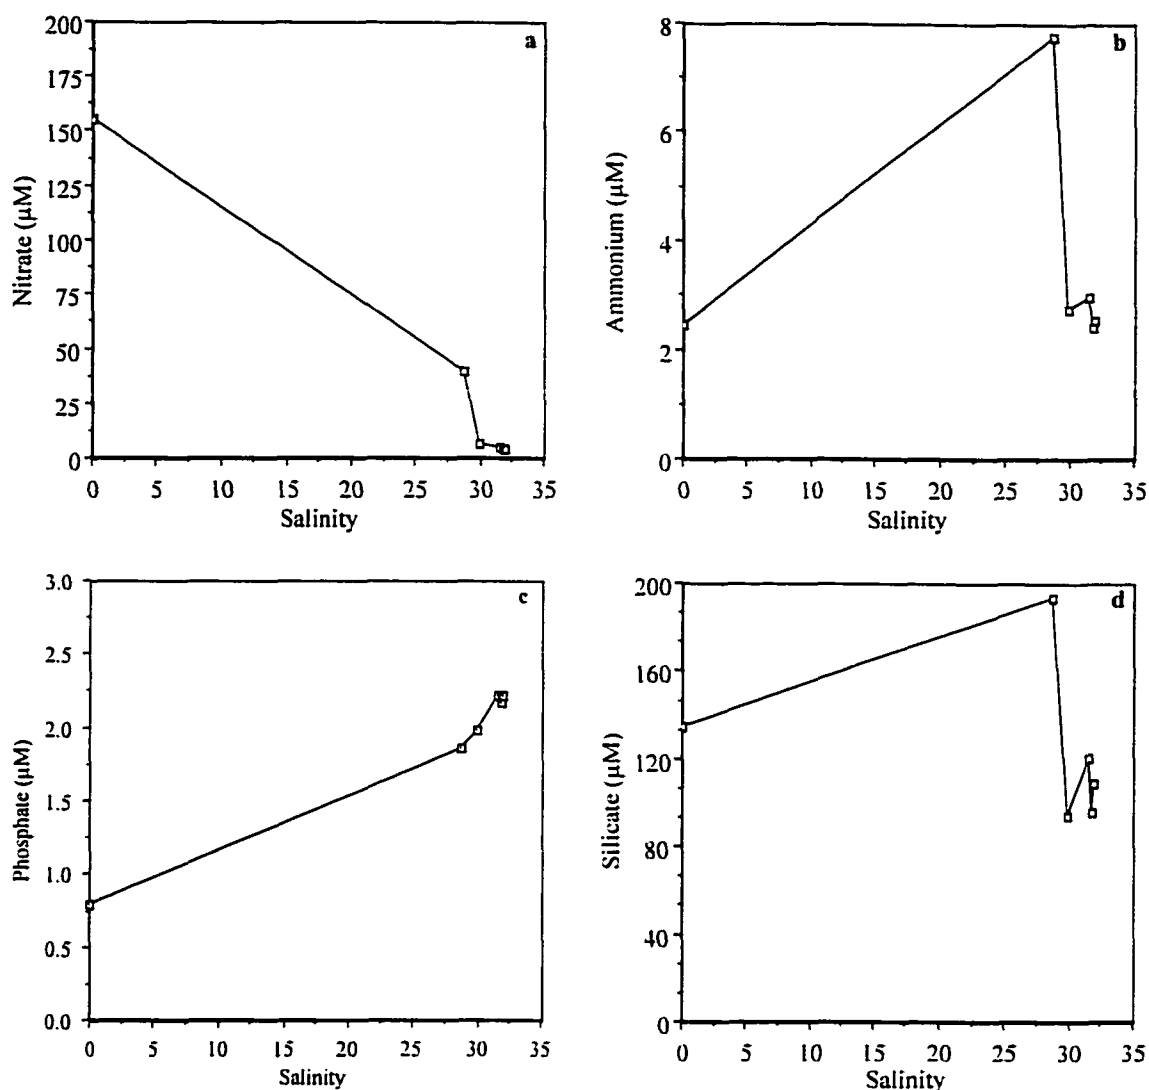 a
200
175
150
125
100
75
50
25
0
Nitrate (μM)
0 5 10 15 20 25 30 35
Salinity
b
8
6
4
2
0
Ammonium (μM)
0 5 10 15 20 25 30 35
Salinity
c
3.0
2.5
2.0
1.5
1.0
0.5
0.0
Phosphate (μM)
0 5 10 15 20 25 30 35
Salinity
d
200
160
120
80
40
0
Silicate (μM)
0 5 10 15 20 25 30 35
Salinity